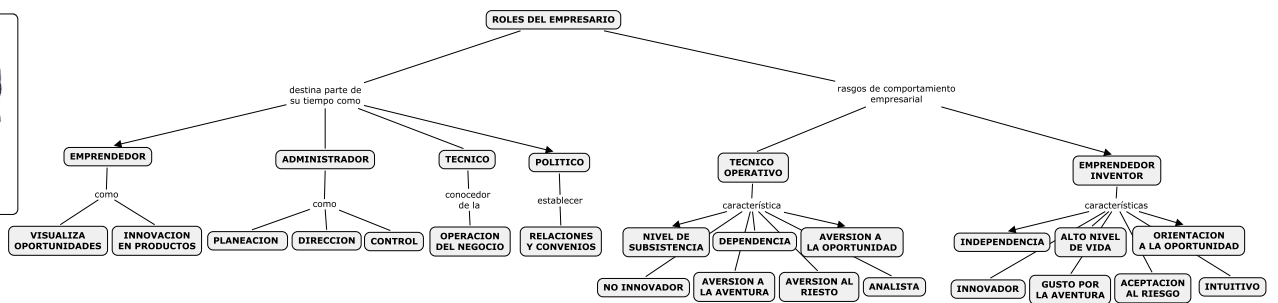 ROLES DEL EMPRESARIO
destina parte de
su tiempo como
rasgos de comportamiento
empresarial
EMPRENDEDOR
ADMINISTRADOR
TECNICO
POLITICO
TECNICO
OPERATIVO
EMPRENDEDOR
INVENTOR
como
como
conocedor
de la
establecer
característica
características
VISUALIZA
OPORTUNIDADES
INNOVACION
EN PRODUCTOS
PLANEACION
DIRECCION
CONTROL
OPERACION
DEL NEGOCIO
RELACIONES
Y CONVENIOS
NIVEL DE
SUBSISTENCIA
DEPENDENCIA
AVERSION A
LA OPORTUNIDAD
INDEPENDENCIA
ALTO NIVEL
DE VIDA
ORIENTACION
A LA OPORTUNIDAD
NO INNOVADOR
AVERSION A
LA AVENTURA
AVERSION AL
RIESTO
ANALISTA
INNOVADOR
GUSTO POR
LA AVENTURA
ACEPTACION
AL RIESGO
INTUITIVO